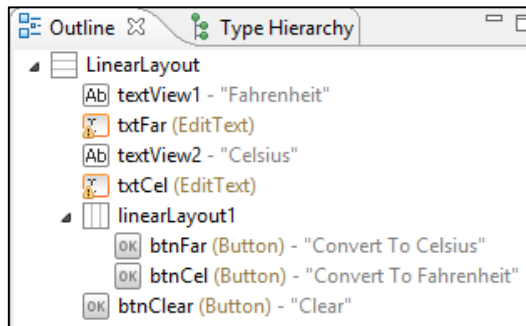 Outline Type Hierarchy
LinearLayout
Ab textView1 - "Fahrenheit"
txtFar (EditText)
Ab textView2 - "Celsius"
txtCel (EditText)
linearLayout1
OK btnFar (Button) - "Convert To Celsius"
OK btnCel (Button) - "Convert To Fahrenheit"
OK btnClear (Button) - "Clear"